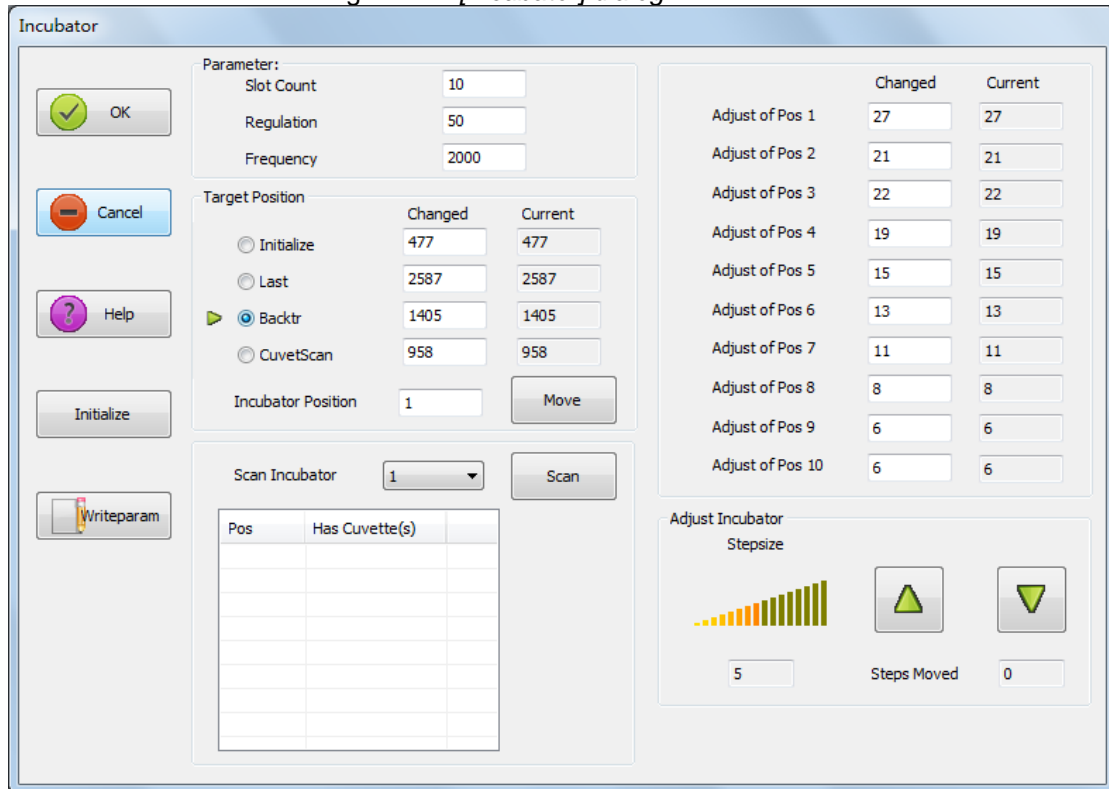 [Incubator] dialog
Incubator
OK
Cancel
Help
Initialize
Writeparam
Parameter:
Slot Count 10
Regulation 50
Frequency 2000
Target Position
Changed Current
Initialize 477 477
Last 2587 2587
Backtr 1405 1405
CuvetScan 958 958
Incubator Position 1 Move
Scan Incubator 1 Scan
Pos Has Cuvette(s)
Changed Current
Adjust of Pos 1 27 27
Adjust of Pos 2 21 21
Adjust of Pos 3 22 22
Adjust of Pos 4 19 19
Adjust of Pos 5 15 15
Adjust of Pos 6 13 13
Adjust of Pos 7 11 11
Adjust of Pos 8 8 8
Adjust of Pos 9 6 6
Adjust of Pos 10 6 6
Adjust Incubator
Stepsize
5 Steps Moved 0